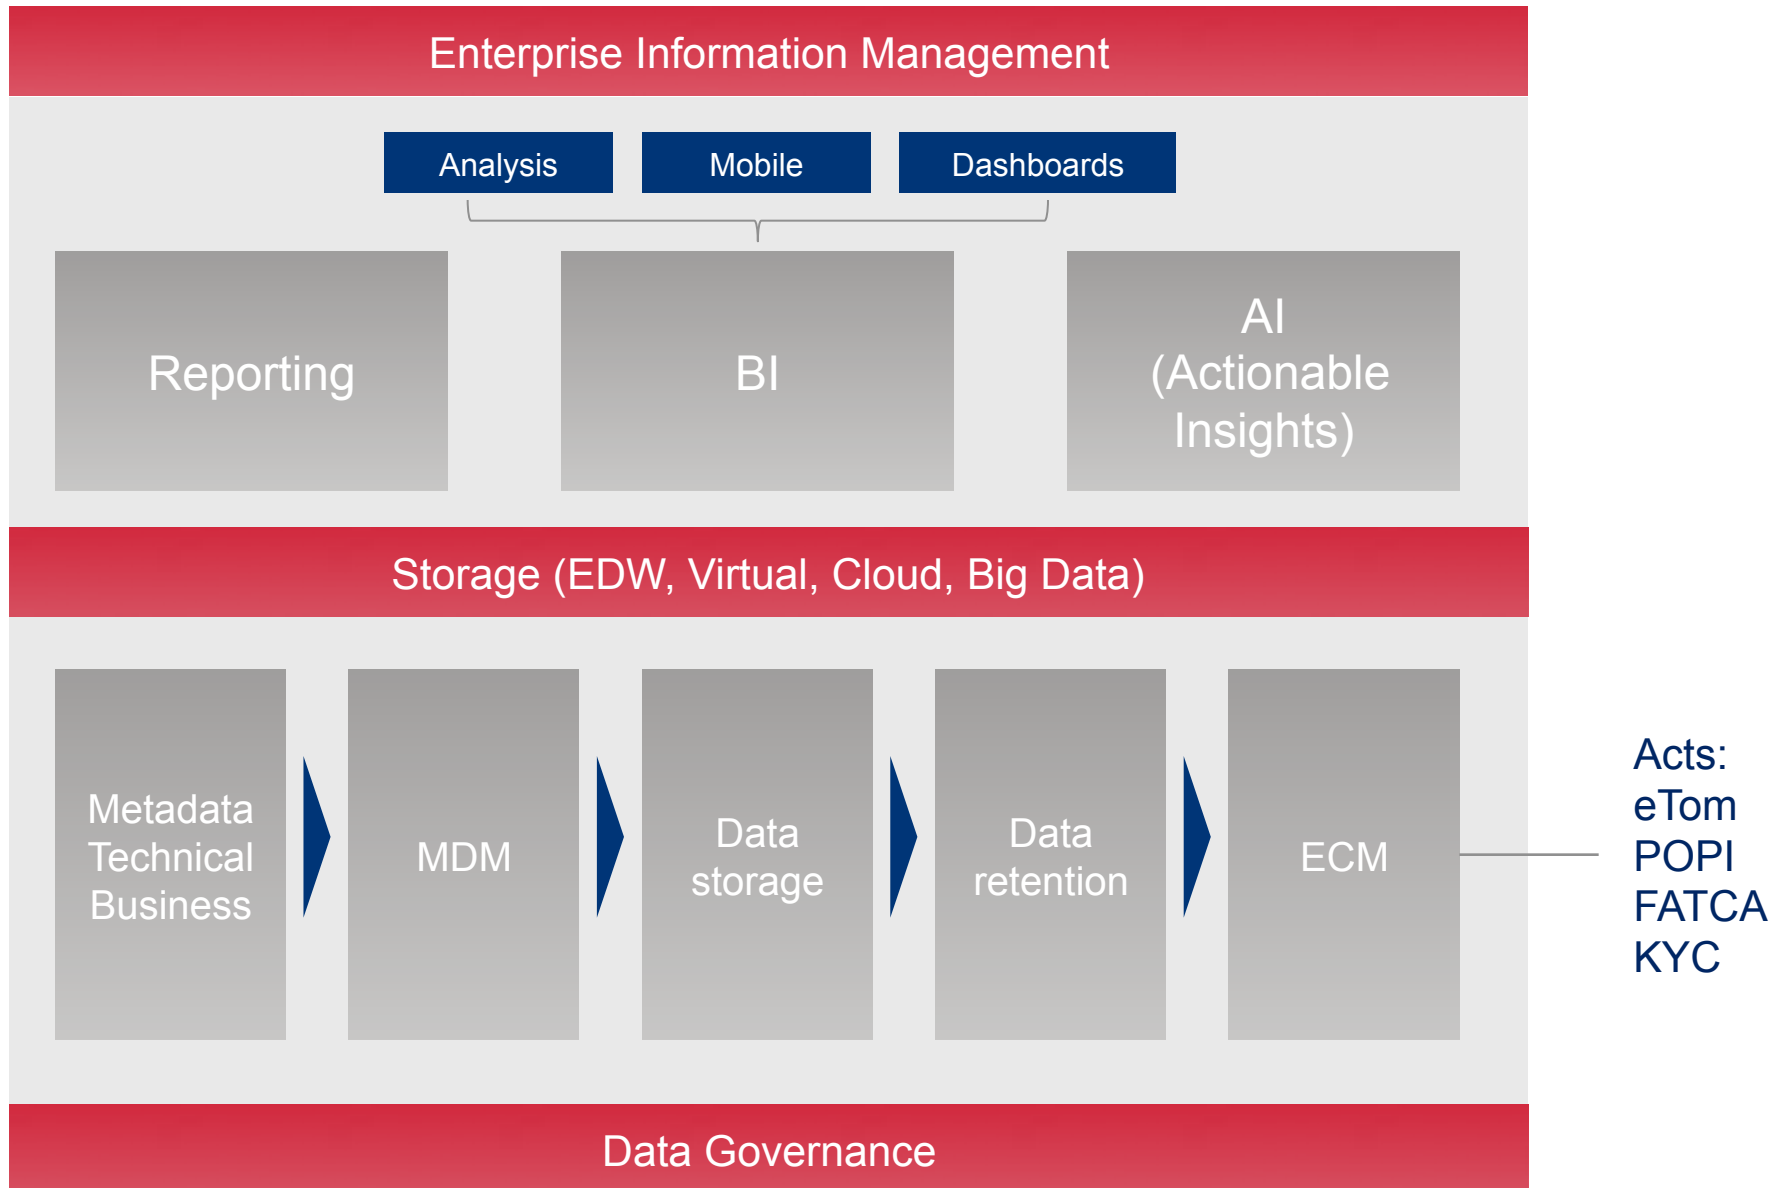 Enterprise Information Management
Analysis
Mobile
Dashboards
Reporting
BI
AI
(Actionable
Insights)
Storage (EDW, Virtual, Cloud, Big Data)
Metadata
Technical
Business
MDM
Data
storage
Data
retention
ECM
Acts:
eTom
POPI
FATCA
KYC
Data Governance